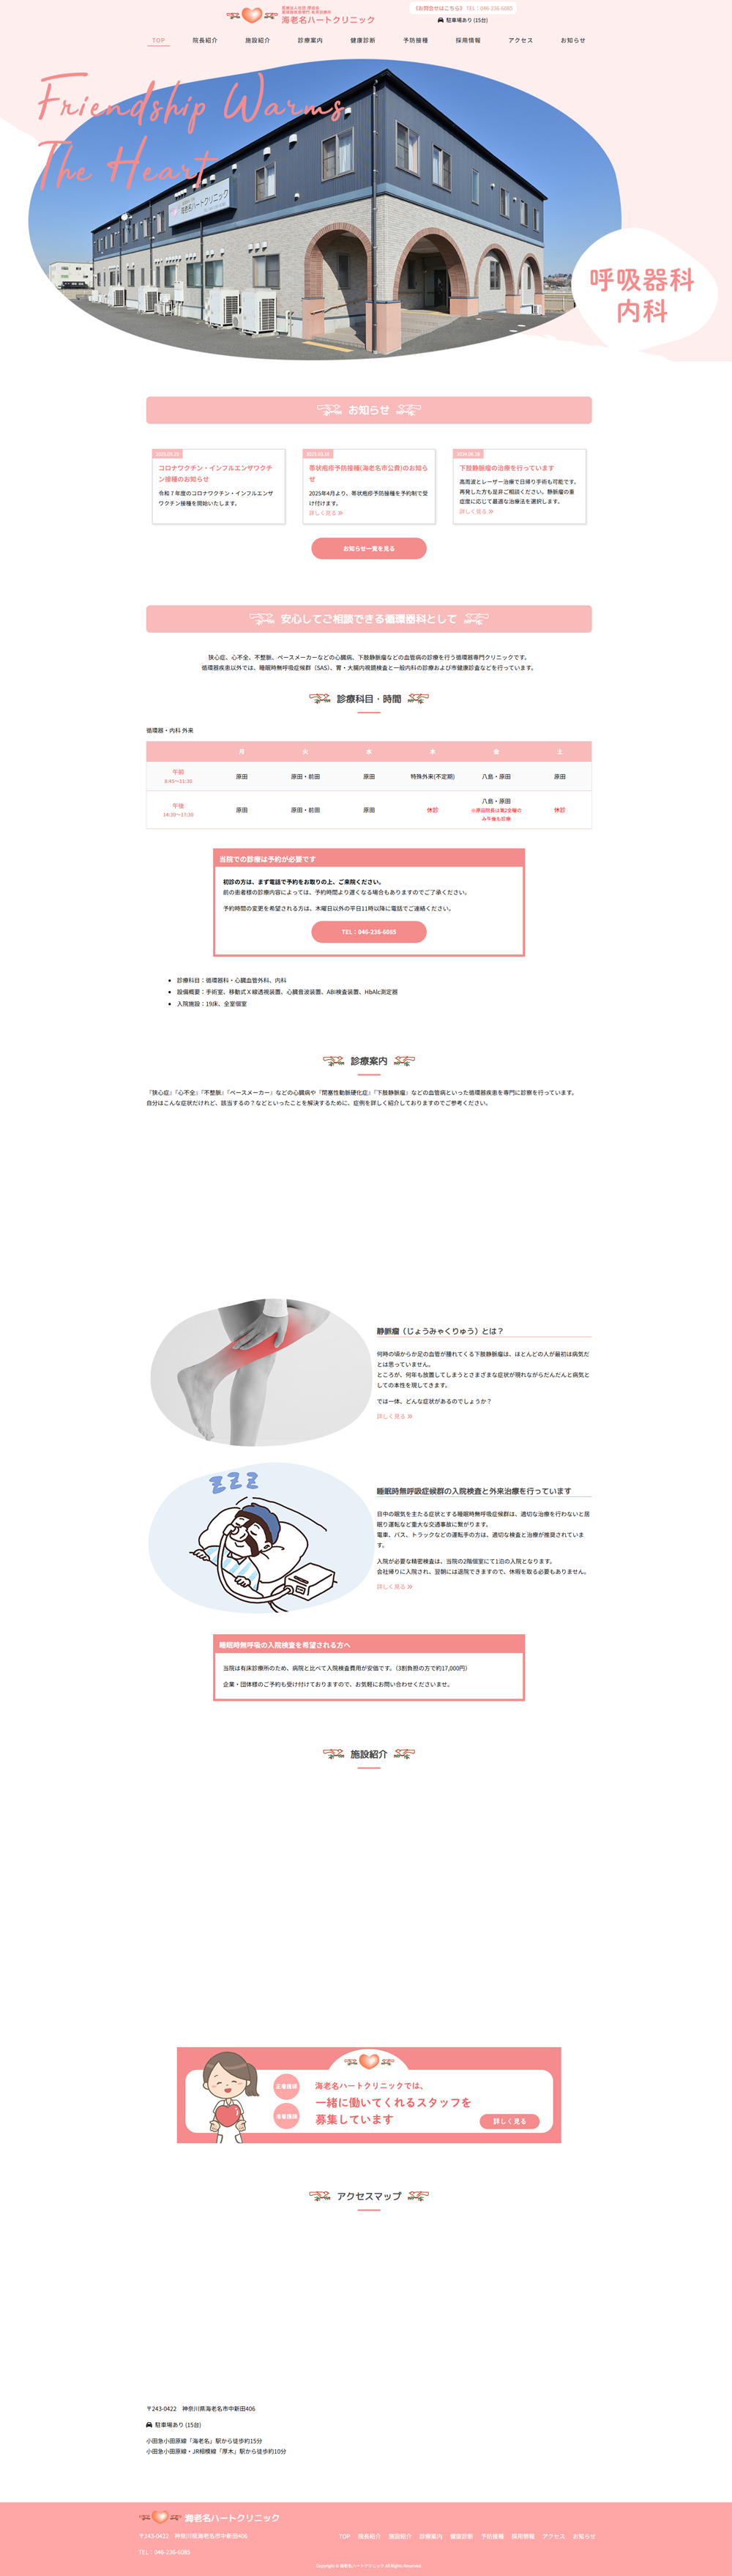 海老名ハートクリニック
《お問合せはこちら》 TEL：046-236-6085
駐車場あり (15台)
TOP 院長紹介 施設紹介 診療案内 健康診断 予防接種 採用情報 アクセス お知らせ
Friendship Warms
The Heart
海老名ハートクリニック
呼吸器科
内科
お知らせ
コロナワクチン・インフルエンザワクチ
ン接種のお知らせ
令和７年度のコロナワクチン・インフルエンザ
ワクチン接種を開始いたします。
帯状疱疹予防接種(海老名市公費)のお知ら
せ
2025年4月より、帯状疱疹予防接種を予約制で受
け付けます。
詳しく見る
下肢静脈瘤の治療を行っています
高周波とレーザー治療で日帰り手術も可能です。
再発した方も是非ご相談ください。静脈瘤の重
症度に応じて最適な治療法を選択します。
詳しく見る
お知らせ一覧を見る
安心してご相談できる循環器科として
狭心症、心不全、不整脈、ペースメーカーなどの心臓病、下肢静脈瘤などの血管病の診療を行う循環器専門クリニックです。
循環器疾患以外では、睡眠時無呼吸症候群（SAS）、胃・大腸内視鏡検査と一般内科の診療および市健康診査などを行っています。
診療科目・時間
循環器・内科 外来
月 火 水 木 金 土
午前 原田 原田・前田 原田 特殊外来(不定期) 八島・原田 原田
午後
14:30〜17:30 原田 原田・前田 原田 休診 八島・原田 休診
※原田院長は第2金曜の
み午後も診療
当院での診療は予約が必要です
初診の方は、まず電話で予約をお取りの上、ご来院ください。
前の患者様の診療内容によっては、予約時間より遅くなる場合もありますのでご了承ください。
予約時間の変更を希望される方は、木曜日以外の平日11時以降に電話でご連絡ください。
TEL：046-236-6085
診療科目：循環器科・心臓血管外科、内科
設備概要：手術室、移動式Ｘ線透視装置、心臓音波装置、ABI検査装置、HbAlc測定器
入院施設：19床、全室個室
診療案内
『狭心症』『心不全』『不整脈』『ペースメーカー』などの心臓病や『閉塞性動脈硬化症』『下肢静脈瘤』などの血管病といった循環器疾患を専門に診察を行っています。
自分はこんな症状だけれど、該当するの？などといったことを解決するために、症例を詳しく紹介しておりますのでご参考ください。
静脈瘤（じょうみゃくりゅう）とは？
何時の頃からか足の血管が腫れてくる下肢静脈瘤は、ほとんどの人が最初は病気だ
とは思っていません。
ところが、何年も放置してしまうとさまざまな症状が現れながらだんだんと病気と
しての本性を現してきます。
では一体、どんな症状があるのでしょうか？
詳しく見る
ZZZ
睡眠時無呼吸症候群の入院検査と外来治療を行っています
日中の眠気を主たる症状とする睡眠時無呼吸症候群は、適切な治療を行わないと居
眠り運転など重大な交通事故に繋がります。
電車、バス、トラックなどの運転手の方は、適切な検査と治療が推奨されていま
す。
入院が必要な精密検査は、当院の2階個室にて1泊の入院となります。
会社帰りに入院され、翌朝には退院できますので、休暇を取る必要もありません。
詳しく見る
睡眠時無呼吸の入院検査を希望される方へ
当院は有床診療所のため、病院と比べて入院検査費用が安価です。（3割負担の方で約17,000円）
企業・団体様のご予約も受け付けておりますので、お気軽にお問い合わせくださいませ。
施設紹介
正看護師
准看護師
海老名ハートクリニックでは、
一緒に働いてくれるスタッフを
募集しています
詳しく見る
アクセスマップ
〒243-0422　神奈川県海老名市中新田406
駐車場あり (15台)
小田急小田原線「海老名」駅から徒歩約15分
小田急小田原線・JR相模線「厚木」駅から徒歩約10分
海老名ハートクリニック
〒243-0422　神奈川県海老名市中新田406
TEL：046-236-6085
TOP 院長紹介 施設紹介 診療案内 健康診断 予防接種 採用情報 アクセス お知らせ
Copyright © 海老名ハートクリニック All Rights Reserved.